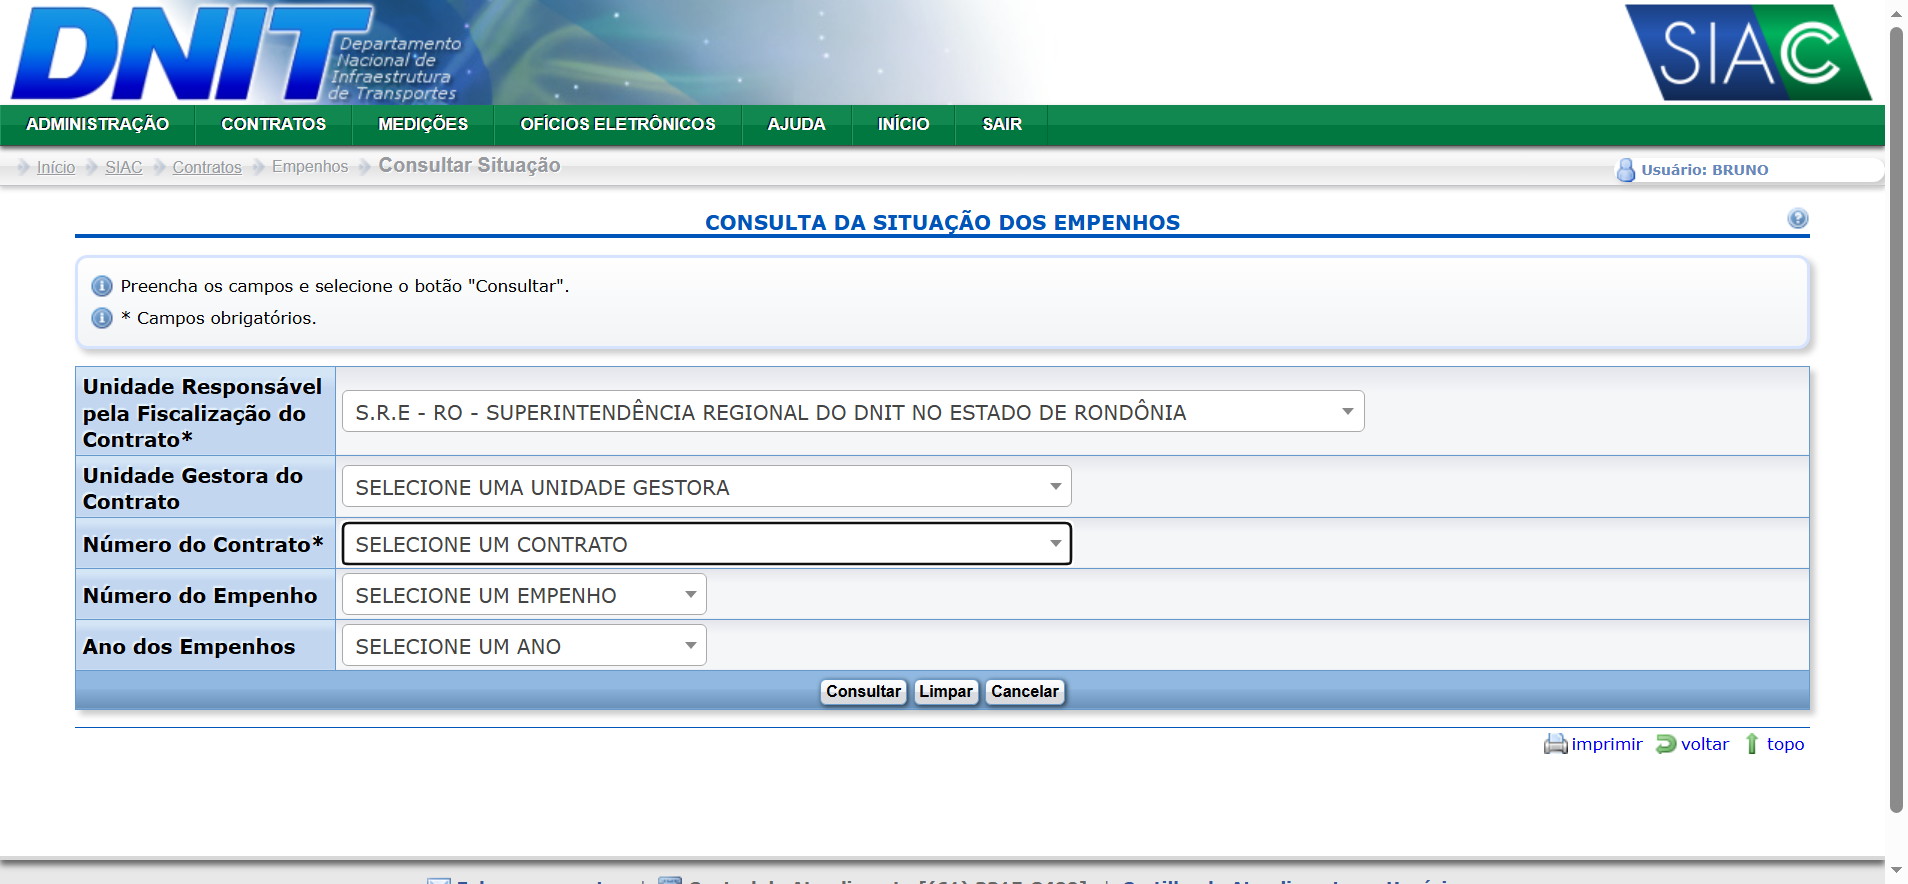 DNIT
Departamento
Nacional de
Infraestrutura
de Transportes
SIAC
ADMINISTRAÇÃO CONTRATOS MEDIÇÕES OFÍCIOS ELETRÔNICOS AJUDA INÍCIO SAIR
Início SIAC Contratos Empenhos Consultar Situação
Usuário: BRUNO
CONSULTA DA SITUAÇÃO DOS EMPENHOS
Preencha os campos e selecione o botão "Consultar".
* Campos obrigatórios.
Unidade Responsável
pela Fiscalização do
Contrato*
S.R.E - RO - SUPERINTENDÊNCIA REGIONAL DO DNIT NO ESTADO DE RONDÔNIA
Unidade Gestora do
Contrato
SELECIONE UMA UNIDADE GESTORA
Número do Contrato*
SELECIONE UM CONTRATO
Número do Empenho
SELECIONE UM EMPENHO
Ano dos Empenhos
SELECIONE UM ANO
Consultar Limpar Cancelar
imprimir voltar topo